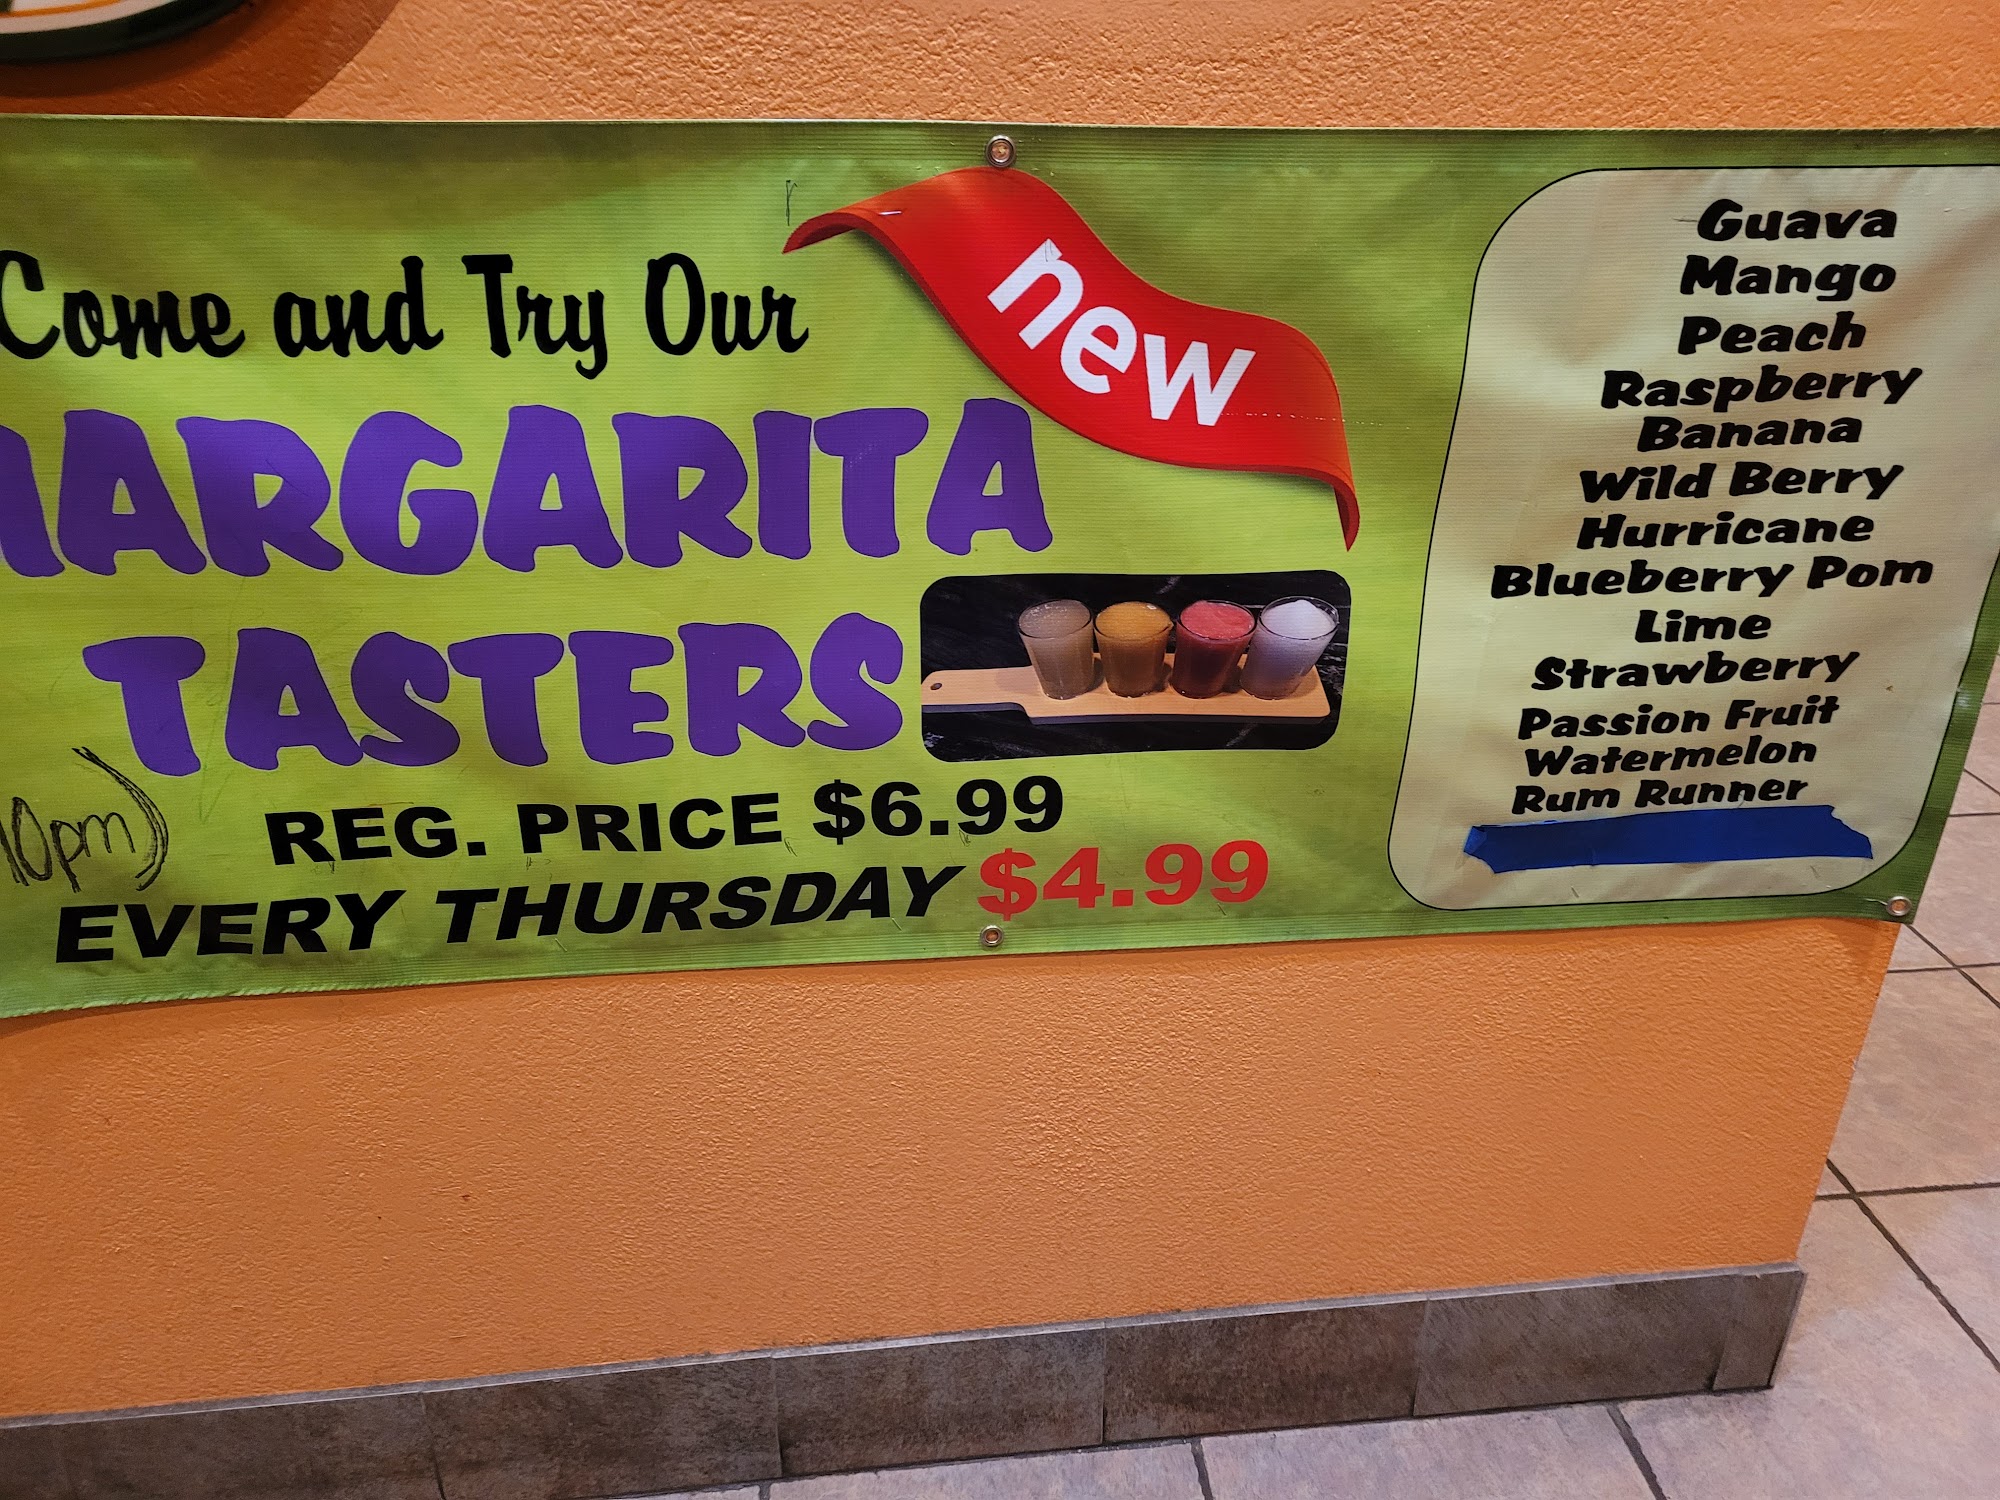 Come and Try Our
new
MARGARITA
TASTERS
10pm)
REG. PRICE $6.99
EVERY THURSDAY $4.99
Guava
Mango
Peach
Raspberry
Banana
Wild Berry
Hurricane
Blueberry Pom
Lime
Strawberry
Passion Fruit
Watermelon
Rum Runner